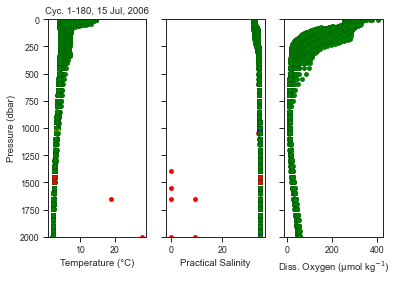 Cyc. 1-180, 15 Jul, 2006
Pressure (dbar)
0
250
500
750
1000
1250
1500
1750
2000
10 20
0 20
0 200 400
Temperature (°C)
Practical Salinity
Diss. Oxygen (µmol kg⁻¹)